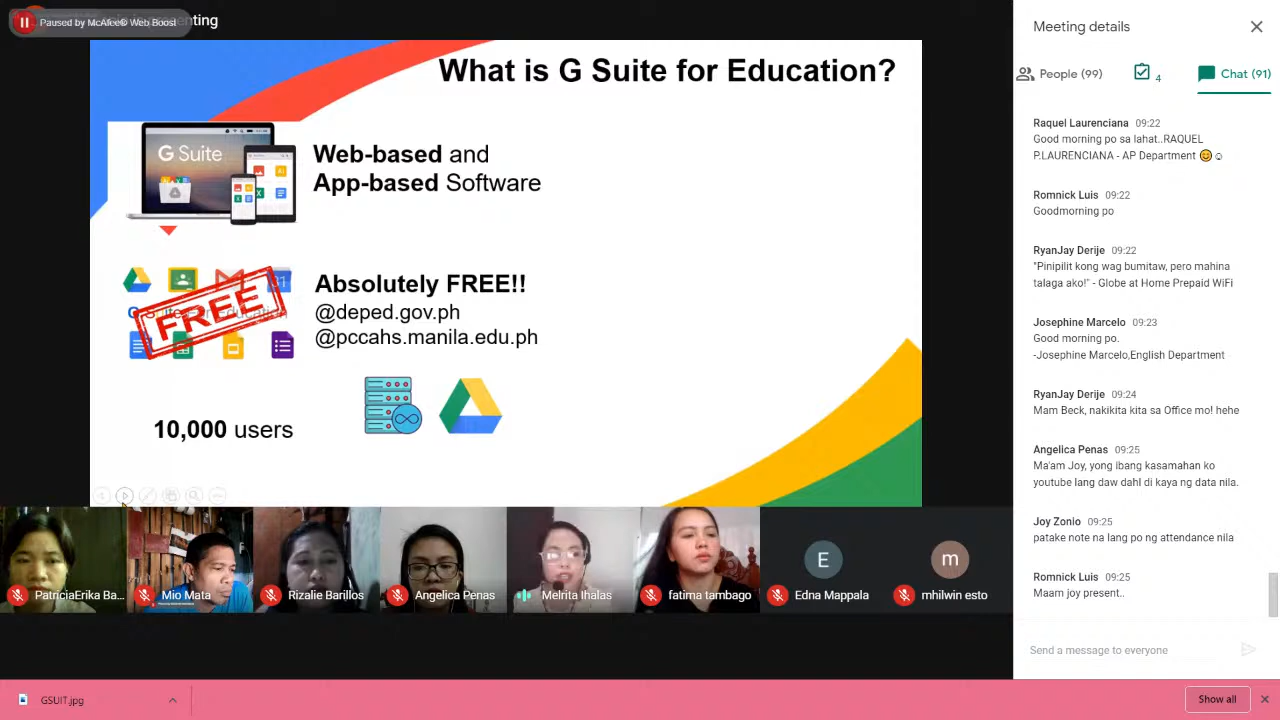 Paused by McAfee® Web Boost
nting
What is G Suite for Education?
G Suite
Web-based and
App-based Software
Absolutely FREE!!
@deped.gov.ph
@pccahs.manila.edu.ph
FREE
10,000 users
PatriciaErika Ba...
Mio Mata
Rizalie Barillos
Angelica Penas
Melrita Ihalas
fatima tambago
E
Edna Mappala
m
mhilwin esto
Meeting details
People (99)
4
Chat (91)
Raquel Laurenciana 09:22
Good morning po sa lahat..RAQUEL
P.LAURENCIANA - AP Department 😊☺
Romnick Luis 09:22
Goodmorning po
RyanJay Derije 09:22
"Pinipilit kong wag bumitaw, pero mahina
talaga ako!" - Globe at Home Prepaid WiFi
Josephine Marcelo 09:23
Good morning po.
-Josephine Marcelo,English Department
RyanJay Derije 09:24
Mam Beck, nakikita kita sa Office mo! hehe
Angelica Penas 09:25
Ma'am Joy, yong ibang kasamahan ko
youtube lang daw dahl di kaya ng data nila.
Joy Zonio 09:25
patake note na lang po ng attendance nila
Romnick Luis 09:25
Maam joy present..
Send a message to everyone
GSUIT.jpg
Show all